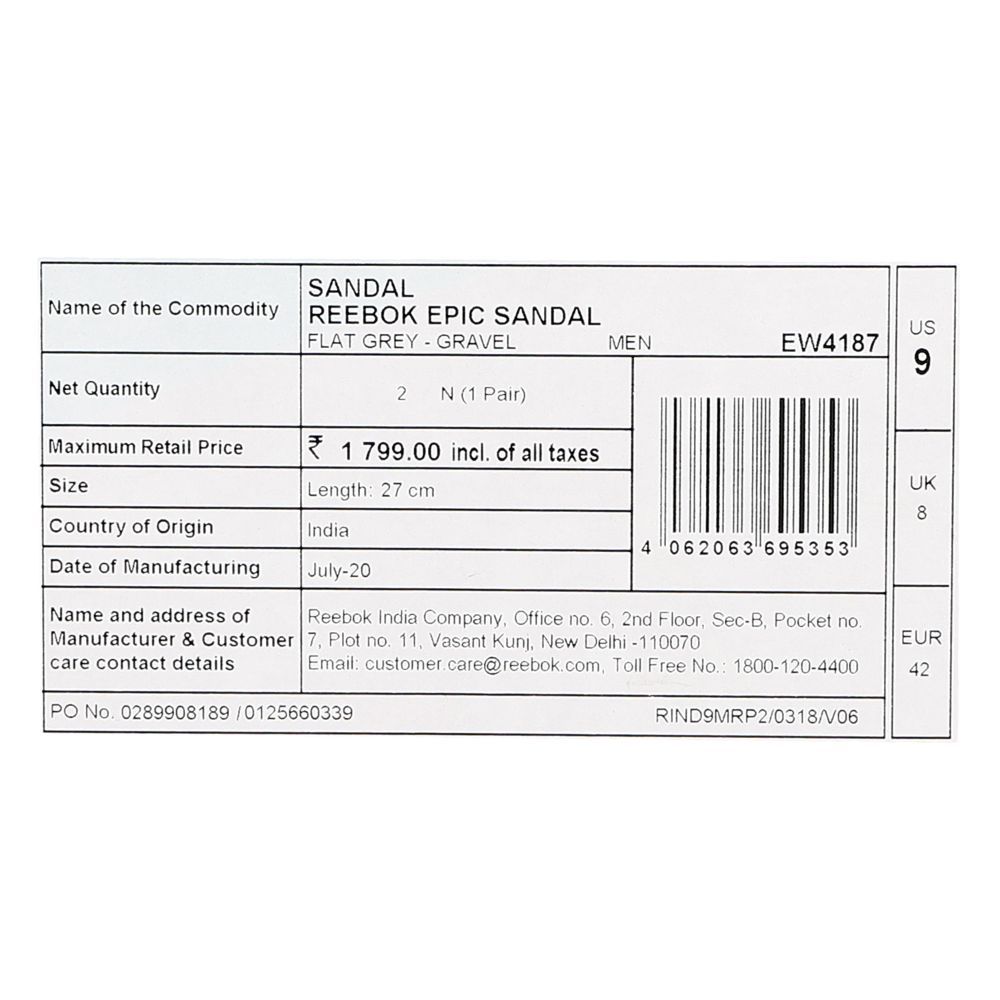 Name of the Commodity
SANDAL
REEBOK EPIC SANDAL
FLAT GREY - GRAVEL MEN EW4187
Net Quantity 2 N (1 Pair)
Maximum Retail Price ₹ 1 799.00 incl. of all taxes
Size Length: 27 cm
Country of Origin India
Date of Manufacturing July-20
4 062063 695353
Name and address of
Manufacturer & Customer
care contact details
Reebok India Company, Office no. 6, 2nd Floor, Sec-B, Pocket no.
7, Plot no. 11, Vasant Kunj, New Delhi -110070
Email: customer.care@reebok.com, Toll Free No.: 1800-120-4400
PO No. 0289908189 /0125660339 RIND9MRP2/0318/V06
US
9
UK
8
EUR
42